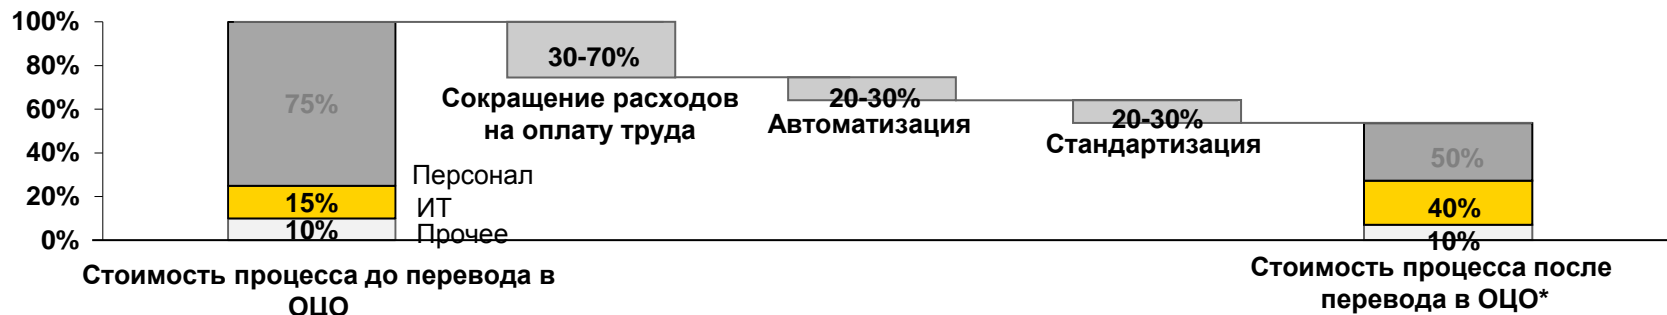 100%
80%
60%
40%
20%
0%
75%
15%
10%
Персонал
ИТ
Прочее
Стоимость процесса до перевода в
ОЦО
30-70%
Сокращение расходов
на оплату труда
20-30%
Автоматизация
20-30%
Стандартизация
50%
40%
10%
Стоимость процесса после
перевода в ОЦО*